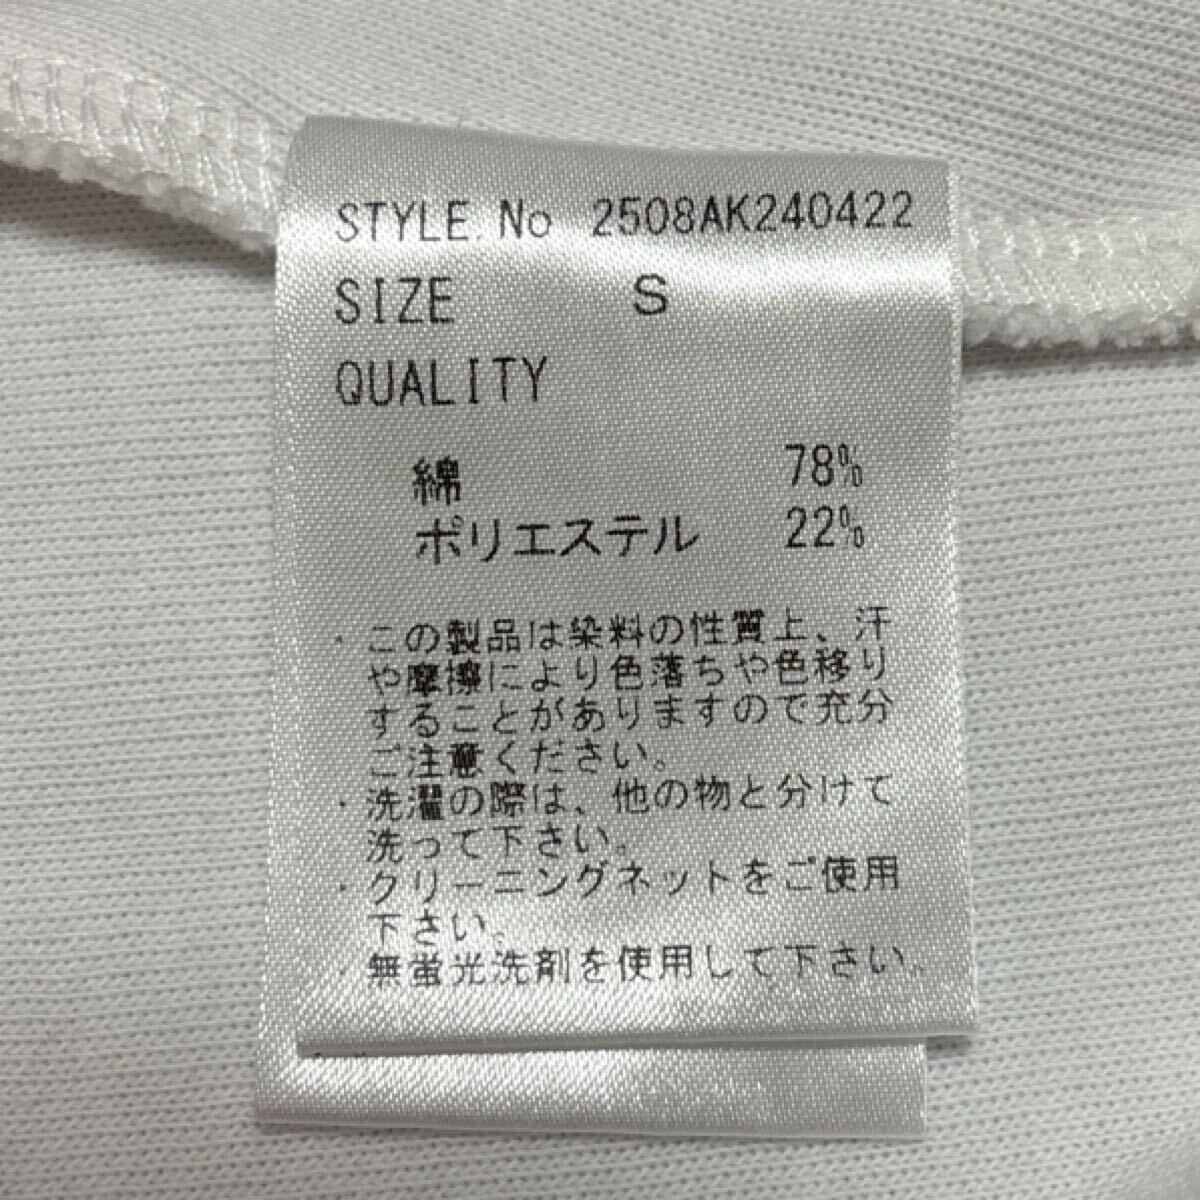 STYLE.No 2508AK240422
SIZE S
QUALITY
綿 78%
ポリエステル 22%
・この製品は染料の性質上、汗
や摩擦により色落ちや色移り
することがありますので充分
ご注意ください。
・洗濯の際は、他の物と分けて
洗って下さい。
・クリーニングネットをご使用
下さい。
・無蛍光洗剤を使用して下さい。